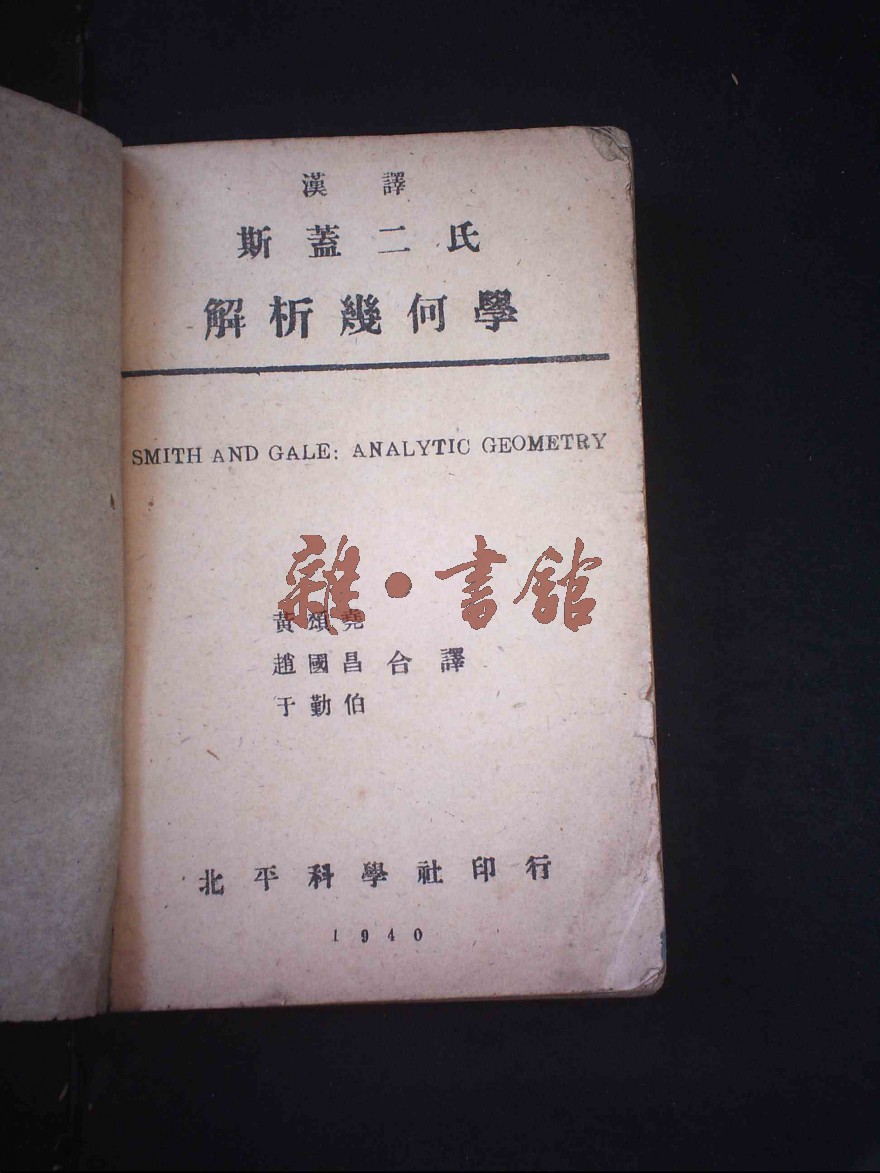 漢譯
斯蓋二氏
解析幾何學
SMITH AND GALE: ANALYTIC GEOMETRY
雜·書館
黃頌堯
趙國昌 合譯
于勤伯
北平科學社印行
1940